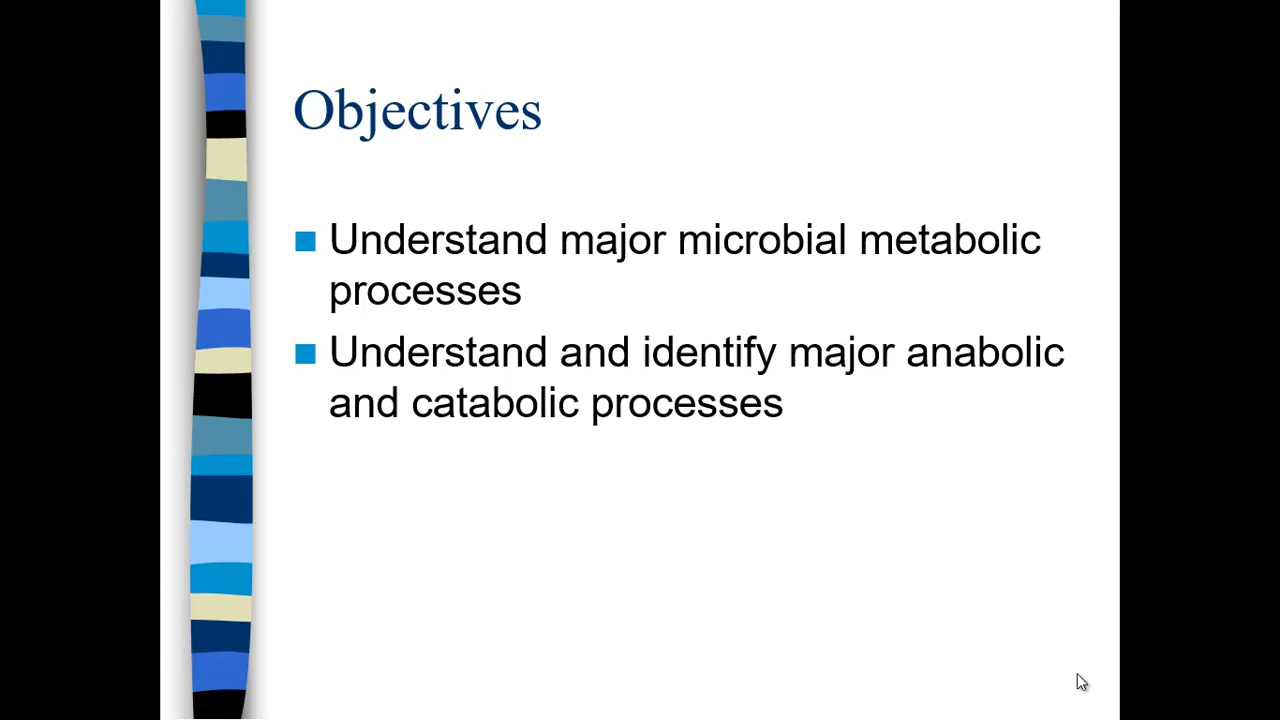 Objectives
Understand major microbial metabolic
processes
Understand and identify major anabolic
and catabolic processes